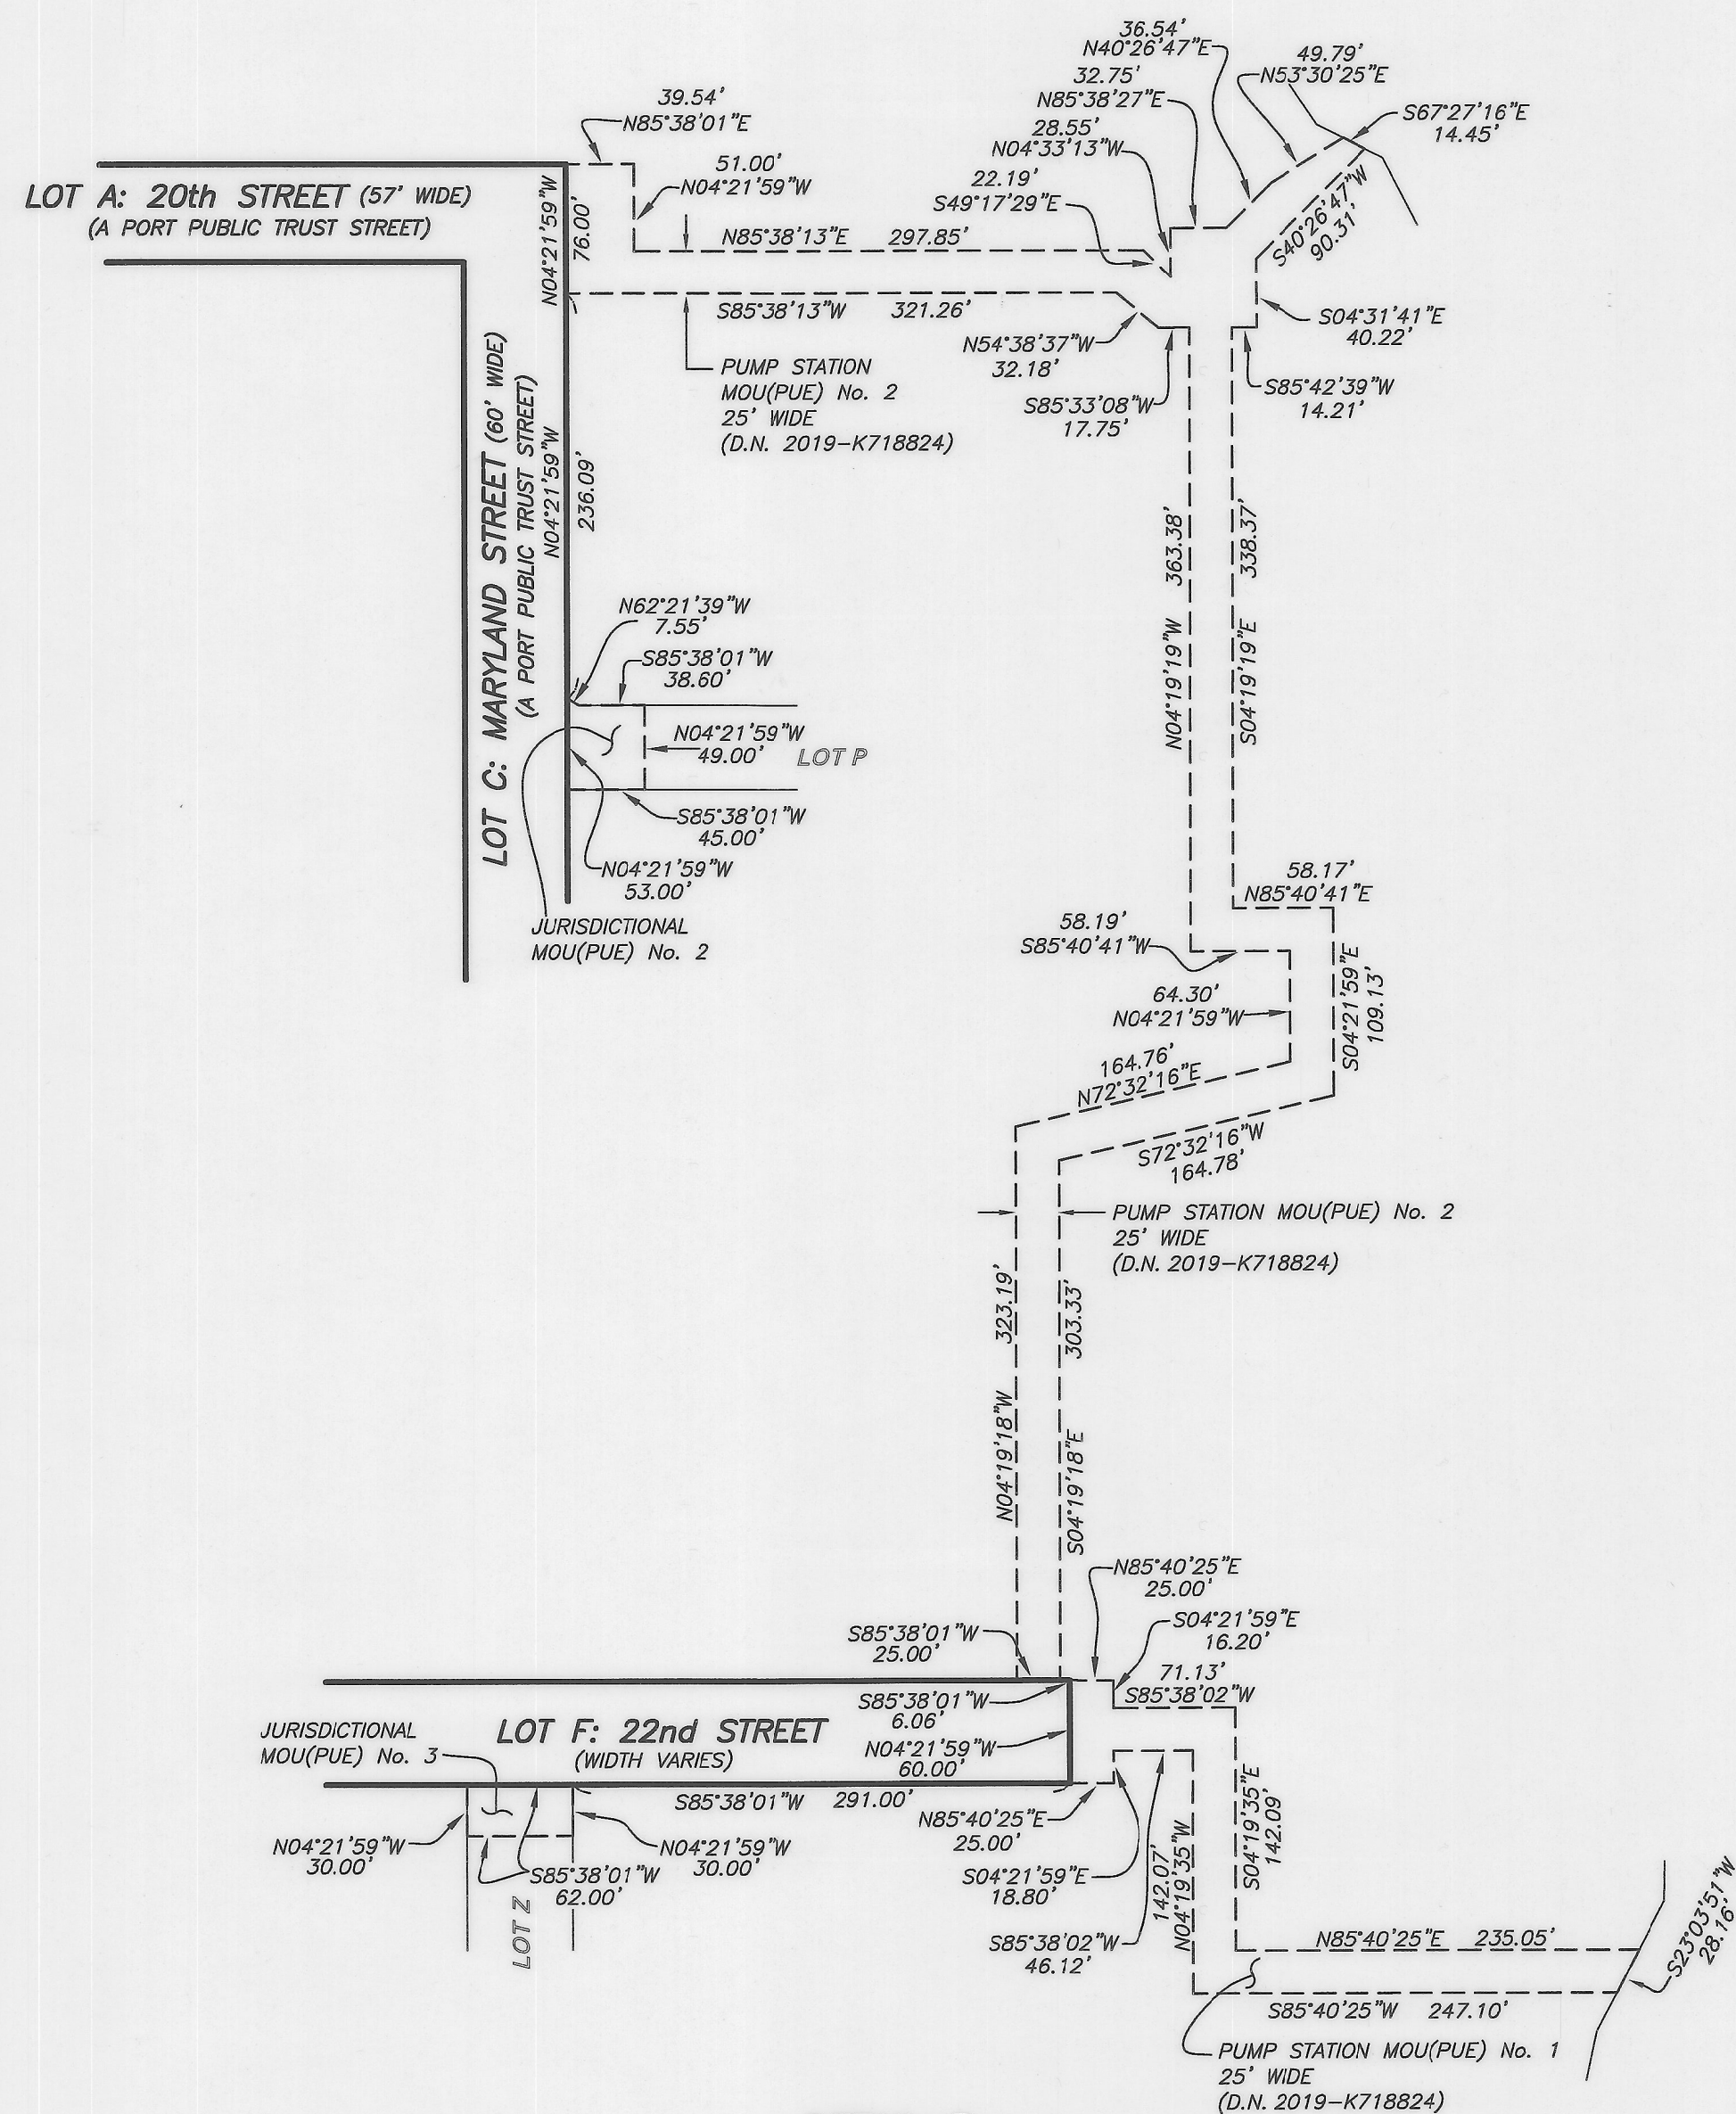 36.54'
N40°26'47"E
49.79'
N53°30'25"E
32.75'
N85°38'27"E
S67°27'16"E
14.45'
39.54'
N85°38'01"E
28.55'
N04°33'13"W
51.00'
N04°21'59"W
22.19'
S49°17'29"E
LOT A: 20th STREET (57' WIDE)
(A PORT PUBLIC TRUST STREET)
N04°21'59"W
76.00'
N85°38'13"E 297.85'
S40°26'47"W
90.31'
S85°38'13"W 321.26'
S04°31'41"E
40.22'
N54°38'37"W
32.18'
PUMP STATION
MOU(PUE) No. 2
25' WIDE
(D.N. 2019-K718824)
S85°33'08"W
17.75'
S85°42'39"W
14.21'
LOT C: MARYLAND STREET (60' WIDE)
(A PORT PUBLIC TRUST STREET)
N04°21'59"W
236.09'
N04°19'19"W 363.38'
S04°19'19"E 338.37'
N62°21'39"W
7.55'
S85°38'01"W
38.60'
N04°21'59"W
49.00'
LOT P
S85°38'01"W
45.00'
N04°21'59"W
53.00'
JURISDICTIONAL
MOU(PUE) No. 2
58.17'
N85°40'41"E
58.19'
S85°40'41"W
S04°21'59"E
109.13'
64.30'
N04°21'59"W
164.76'
N72°32'16"E
S72°32'16"W
164.78'
PUMP STATION MOU(PUE) No. 2
25' WIDE
(D.N. 2019-K718824)
N04°19'18"W 323.19'
S04°19'18"E 303.33'
N85°40'25"E
25.00'
S85°38'01"W
25.00'
S04°21'59"E
16.20'
71.13'
S85°38'02"W
S85°38'01"W
6.06'
JURISDICTIONAL
MOU(PUE) No. 3
LOT F: 22nd STREET
(WIDTH VARIES)
N04°21'59"W
60.00'
S85°38'01"W 291.00'
N85°40'25"E
25.00'
N04°21'59"W
30.00'
N04°21'59"W
30.00'
S85°38'01"W
62.00'
S04°21'59"E
18.80'
142.07'
N04°19'35"W
S04°19'35"E
142.09'
LOT Z
S85°38'02"W
46.12'
N85°40'25"E 235.05'
S23°03'51"W
28.16'
S85°40'25"W 247.10'
PUMP STATION MOU(PUE) No. 1
25' WIDE
(D.N. 2019-K718824)